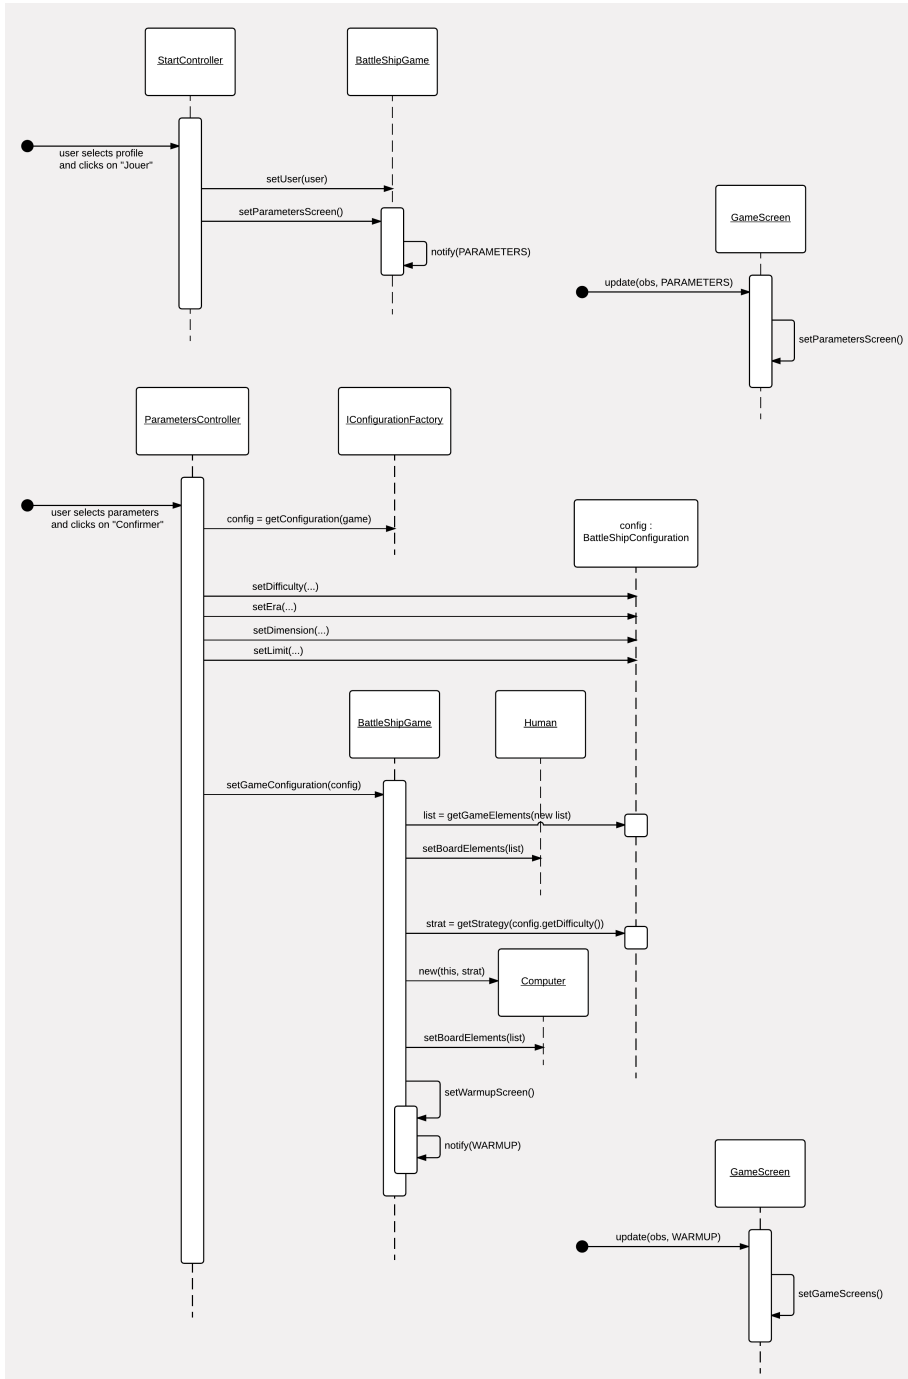 StartController
BattleShipGame
user selects profile
and clicks on "Jouer"
setUser(user)
setParametersScreen()
notify(PARAMETERS)
GameScreen
update(obs, PARAMETERS)
setParametersScreen()
ParametersController
IConfigurationFactory
user selects parameters
and clicks on "Confirmer"
config = getConfiguration(game)
config :
BattleShipConfiguration
setDifficulty(...)
setEra(...)
setDimension(...)
setLimit(...)
BattleShipGame
Human
setGameConfiguration(config)
list = getGameElements(new list)
setBoardElements(list)
strat = getStrategy(config.getDifficulty())
new(this, strat)
Computer
setBoardElements(list)
setWarmupScreen()
notify(WARMUP)
GameScreen
update(obs, WARMUP)
setGameScreens()